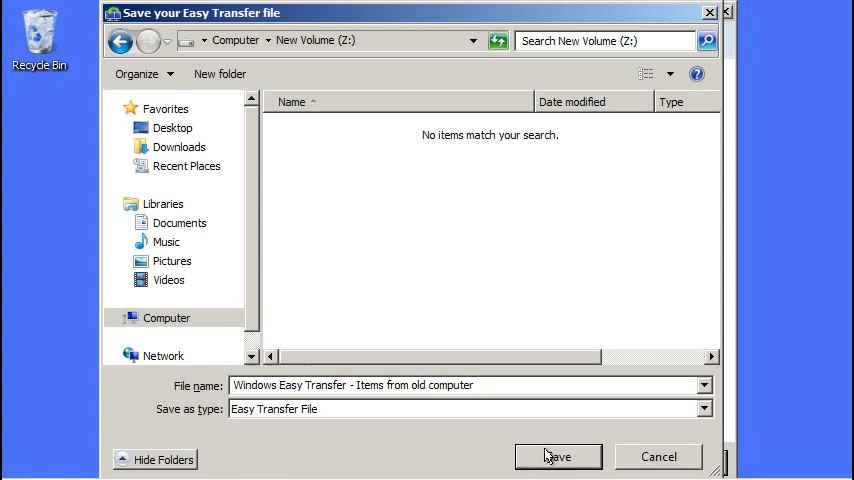 Save your Easy Transfer file
Recycle Bin
Computer
New Volume (Z:)
Search New Volume (Z:)
Organize
New folder
Name
Date modified
Type
No items match your search.
Favorites
Desktop
Downloads
Recent Places
Libraries
Documents
Music
Pictures
Videos
Computer
Network
File name:
Windows Easy Transfer - Items from old computer
Save as type:
Easy Transfer File
Hide Folders
Save
Cancel